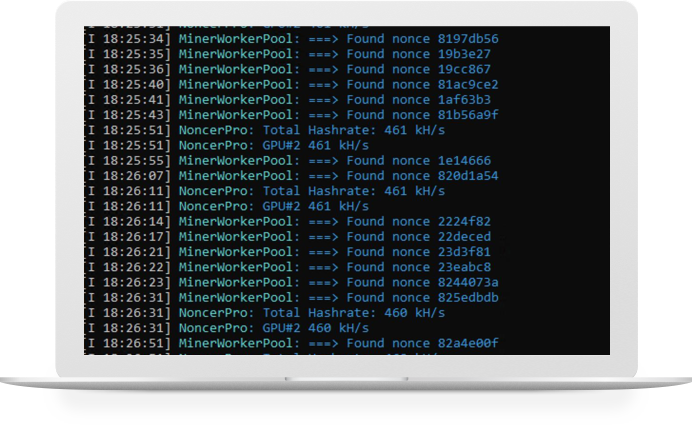 [I 18:25:34] MinerWorkerPool: ===> Found nonce 8197db56
[I 18:25:35] MinerWorkerPool: ===> Found nonce 19b3e27
[I 18:25:36] MinerWorkerPool: ===> Found nonce 19cc867
[I 18:25:40] MinerWorkerPool: ===> Found nonce 81ac9ce2
[I 18:25:41] MinerWorkerPool: ===> Found nonce 1af63b3
[I 18:25:43] MinerWorkerPool: ===> Found nonce 81b56a9f
[I 18:25:51] NoncerPro: Total Hashrate: 461 kH/s
[I 18:25:51] NoncerPro: GPU#2 461 kH/s
[I 18:25:55] MinerWorkerPool: ===> Found nonce 1e14666
[I 18:26:07] MinerWorkerPool: ===> Found nonce 820d1a54
[I 18:26:11] NoncerPro: Total Hashrate: 461 kH/s
[I 18:26:11] NoncerPro: GPU#2 461 kH/s
[I 18:26:14] MinerWorkerPool: ===> Found nonce 2224f82
[I 18:26:17] MinerWorkerPool: ===> Found nonce 22deced
[I 18:26:21] MinerWorkerPool: ===> Found nonce 23d3f81
[I 18:26:22] MinerWorkerPool: ===> Found nonce 23eabc8
[I 18:26:23] MinerWorkerPool: ===> Found nonce 8244073a
[I 18:26:31] MinerWorkerPool: ===> Found nonce 825edbdb
[I 18:26:31] NoncerPro: Total Hashrate: 460 kH/s
[I 18:26:31] NoncerPro: GPU#2 460 kH/s
[I 18:26:51] MinerWorkerPool: ===> Found nonce 82a4e00f